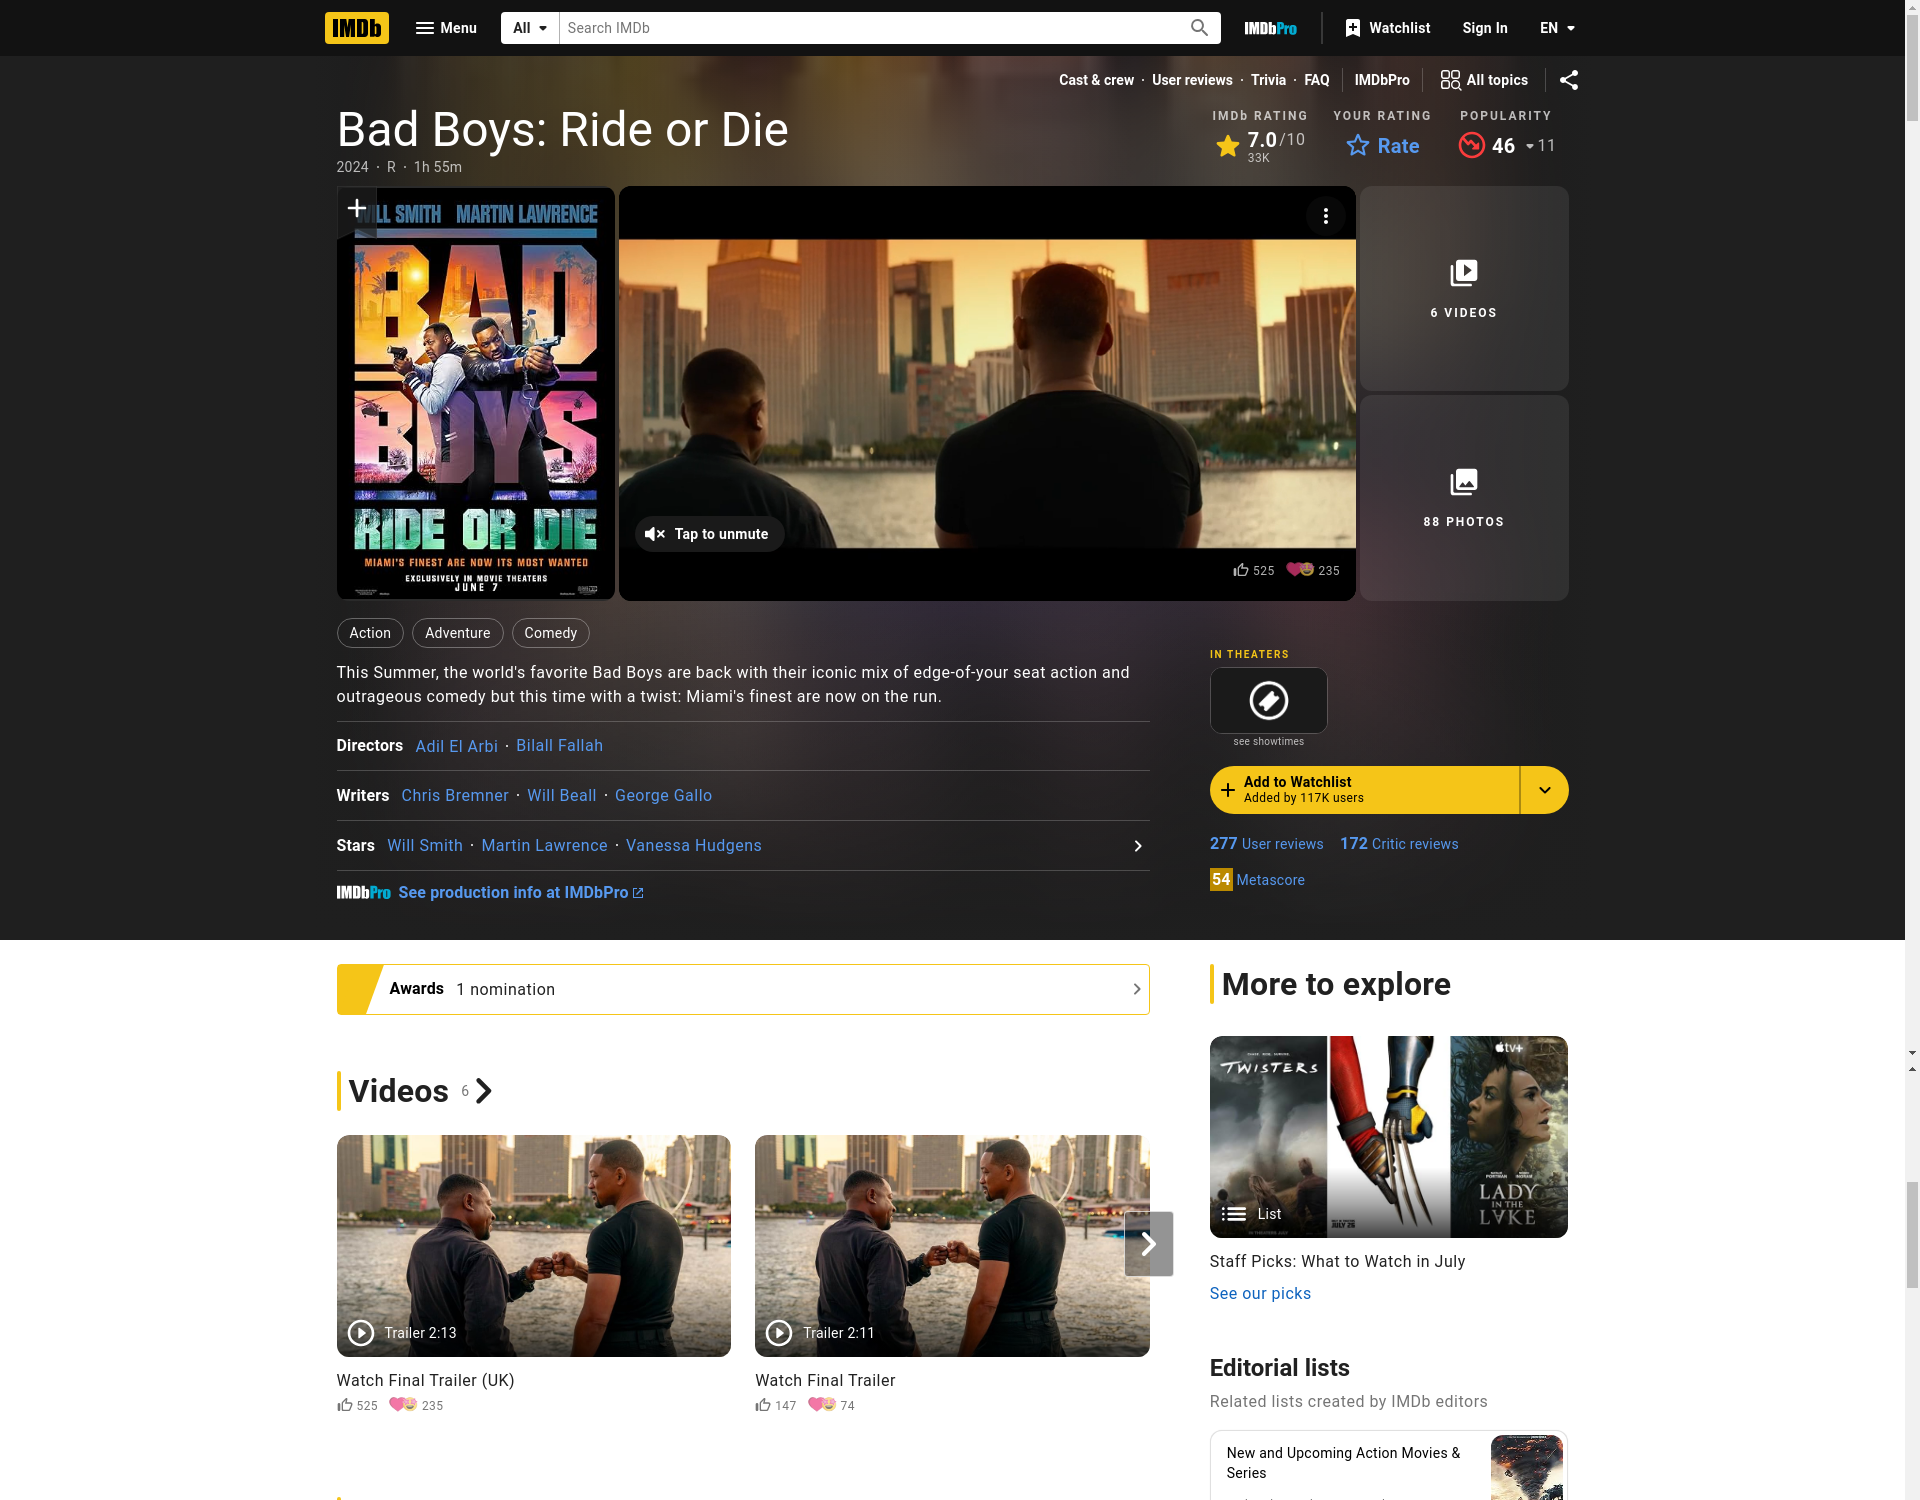 IMDb
Menu
All
Search IMDb
IMDbPro
Watchlist
Sign In
EN
Cast & crew · User reviews · Trivia · FAQ
IMDbPro
All topics
Bad Boys: Ride or Die
2024 · R · 1h 55m
IMDb RATING
7.0/10
33K
YOUR RATING
Rate
POPULARITY
46
11
WILL SMITH MARTIN LAWRENCE
BAD
BOYS
RIDE OR DIE
MIAMI'S FINEST ARE NOW ITS MOST WANTED
EXCLUSIVELY IN MOVIE THEATERS
JUNE 7
Tap to unmute
525
235
6 VIDEOS
88 PHOTOS
Action
Adventure
Comedy
This Summer, the world's favorite Bad Boys are back with their iconic mix of edge-of-your seat action and
outrageous comedy but this time with a twist: Miami's finest are now on the run.
Directors Adil El Arbi · Bilall Fallah
Writers Chris Bremner · Will Beall · George Gallo
Stars Will Smith · Martin Lawrence · Vanessa Hudgens
IMDbPro See production info at IMDbPro
IN THEATERS
see showtimes
Add to Watchlist
Added by 117K users
277 User reviews
172 Critic reviews
54 Metascore
Awards 1 nomination
Videos 6
Trailer 2:13
Watch Final Trailer (UK)
525
235
Trailer 2:11
Watch Final Trailer
147
74
More to explore
TWISTERS
JULY 26
tv+
LADY
IN THE
LAKE
List
Staff Picks: What to Watch in July
See our picks
Editorial lists
Related lists created by IMDb editors
New and Upcoming Action Movies &
Series